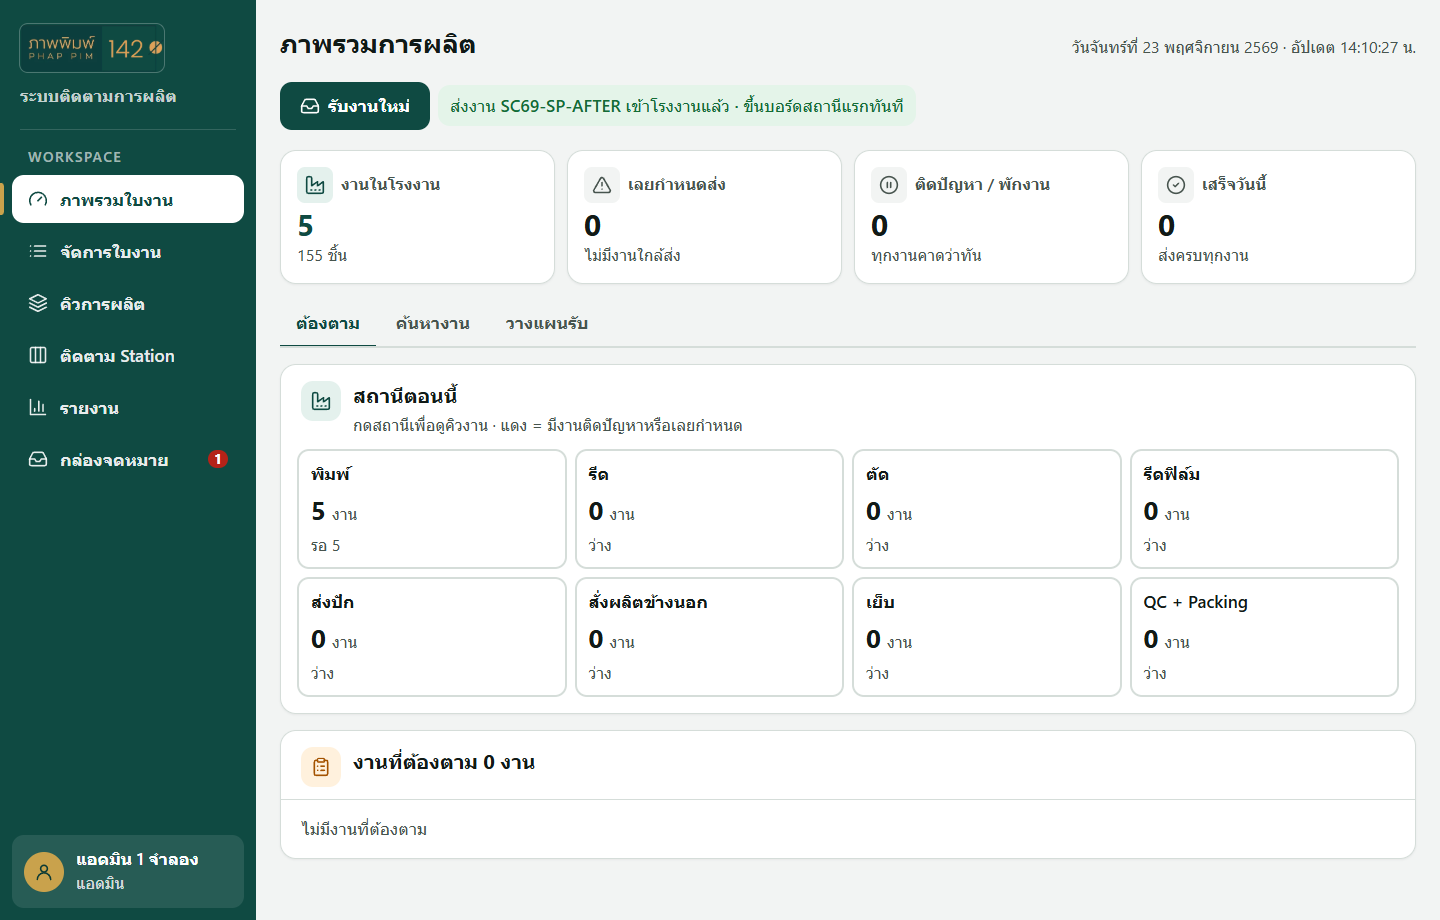 ภาพพิมพ์
PHAP PIM
142
ระบบติดตามการผลิต
WORKSPACE
ภาพรวมใบงาน
จัดการใบงาน
คิวการผลิต
ติดตาม Station
รายงาน
กล่องจดหมาย
1
แอดมิน 1 จำลอง
แอดมิน
ภาพรวมการผลิต
วันจันทร์ที่ 23 พฤศจิกายน 2569 · อัปเดต 14:10:27 น.
รับงานใหม่
ส่งงาน SC69-SP-AFTER เข้าโรงงานแล้ว · ขึ้นบอร์ดสถานีแรกทันที
งานในโรงงาน
5
155 ชิ้น
เลยกำหนดส่ง
0
ไม่มีงานใกล้ส่ง
ติดปัญหา / พักงาน
0
ทุกงานคาดว่าทัน
เสร็จวันนี้
0
ส่งครบทุกงาน
ต้องตาม
ค้นหางาน
วางแผนรับ
สถานีตอนนี้
กดสถานีเพื่อดูคิวงาน · แดง = มีงานติดปัญหาหรือเลยกำหนด
พิมพ์
5 งาน
รอ 5
รีด
0 งาน
ว่าง
ตัด
0 งาน
ว่าง
รีดฟิล์ม
0 งาน
ว่าง
ส่งปัก
0 งาน
ว่าง
สั่งผลิตข้างนอก
0 งาน
ว่าง
เย็บ
0 งาน
ว่าง
QC + Packing
0 งาน
ว่าง
งานที่ต้องตาม 0 งาน
ไม่มีงานที่ต้องตาม